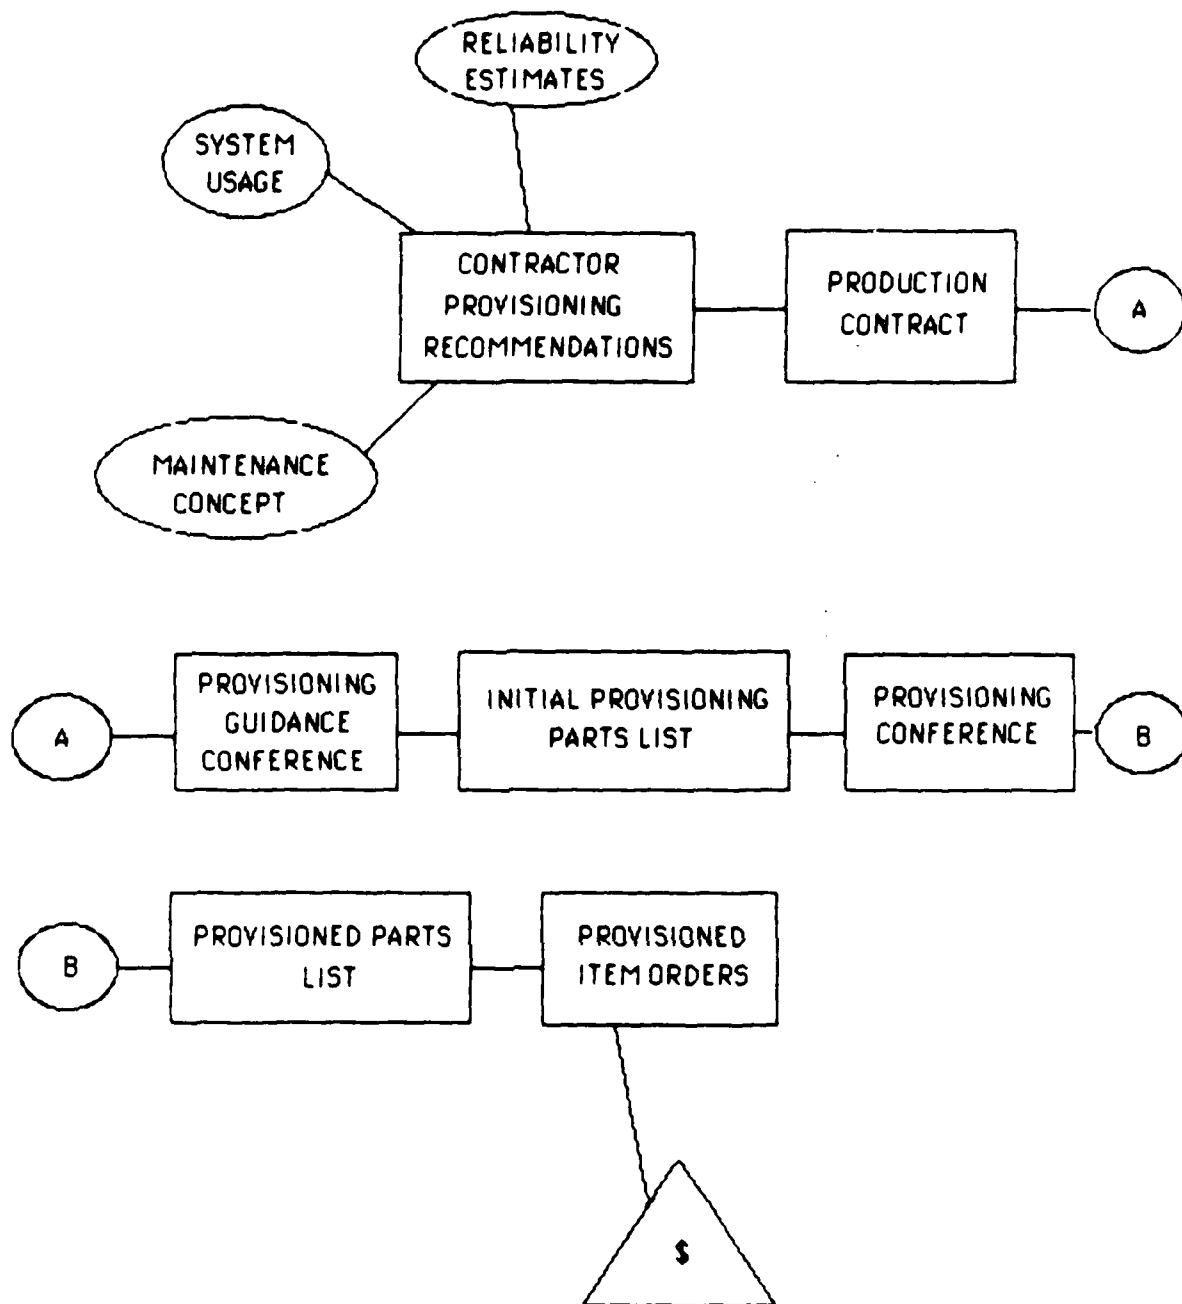 RELIABILITY
ESTIMATES
SYSTEM
USAGE
CONTRACTOR
PROVISIONING
RECOMMENDATIONS
PRODUCTION
CONTRACT
A
MAINTENANCE
CONCEPT
A
PROVISIONING
GUIDANCE
CONFERENCE
INITIAL PROVISIONING
PARTS LIST
PROVISIONING
CONFERENCE
B
B
PROVISIONED PARTS
LIST
PROVISIONED
ITEM ORDERS
$